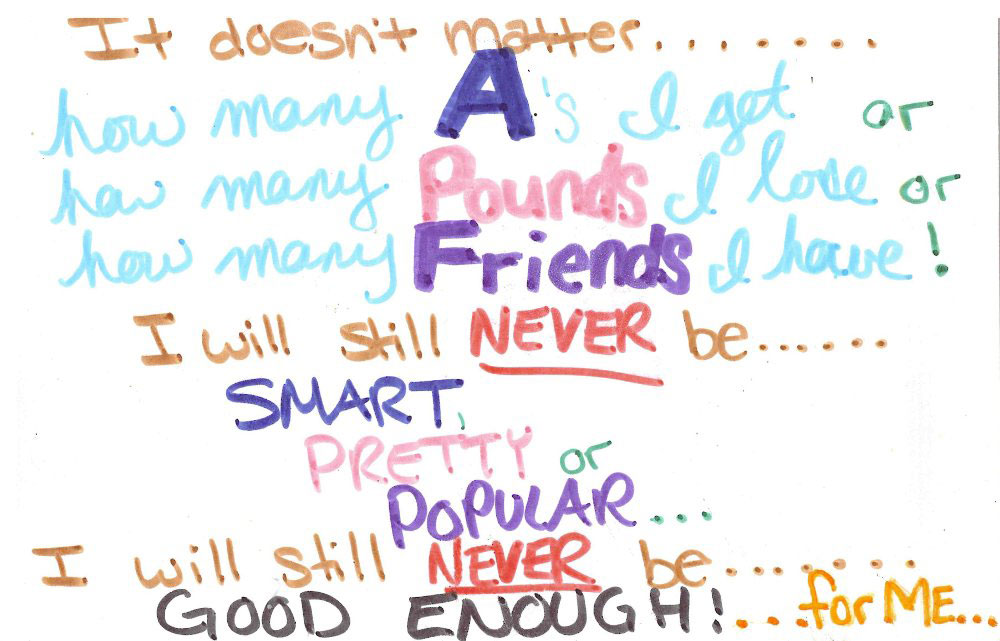 It doesn't matter.......
how many A's I get or
how many Pounds I lose or
how many Friends I have!
I will still NEVER be......
SMART,
PRETTY or
POPULAR...
I will still NEVER be.......
GOOD ENOUGH!...for ME...